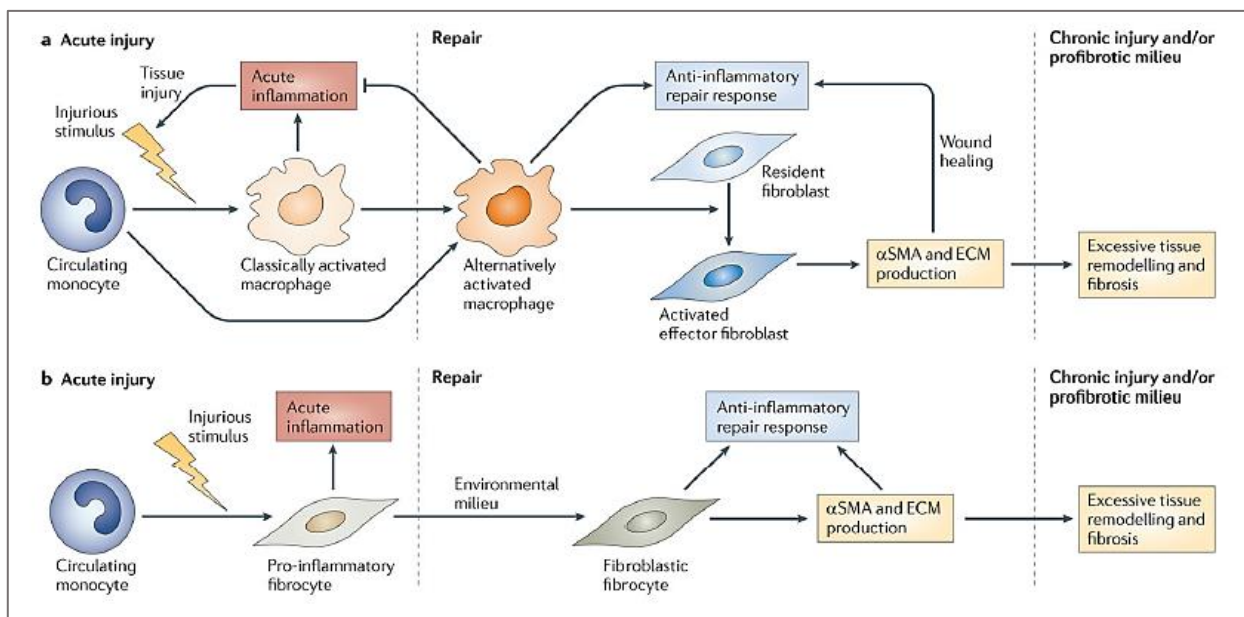 a Acute injury
Repair
Chronic injury and/or
profibrotic milieu
Tissue
injury
Acute
inflammation
Anti-inflammatory
repair response
Injurious
stimulus
Resident
fibroblast
Wound
healing
Circulating
monocyte
Classically activated
macrophage
Alternatively
activated
macrophage
Activated
effector fibroblast
αSMA and ECM
production
Excessive tissue
remodelling and
fibrosis
b Acute injury
Repair
Chronic injury and/or
profibrotic milieu
Injurious
stimulus
Acute
inflammation
Anti-inflammatory
repair response
Environmental
milieu
Circulating
monocyte
Pro-inflammatory
fibrocyte
Fibroblastic
fibrocyte
αSMA and ECM
production
Excessive tissue
remodelling and
fibrosis